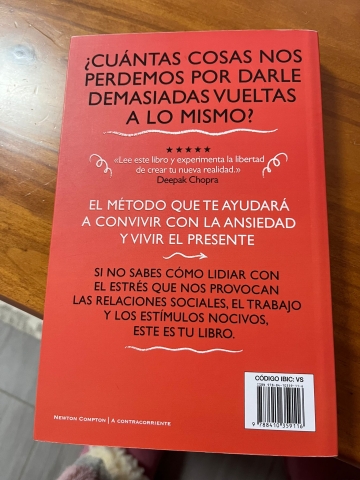 ¿CUÁNTAS COSAS NOS
PERDEMOS POR DARLE
DEMASIADAS VUELTAS
A LO MISMO?
«Lee este libro y experimenta la libertad
de crear tu nueva realidad.»
Deepak Chopra
EL MÉTODO QUE TE AYUDARÁ
A CONVIVIR CON LA ANSIEDAD
Y VIVIR EL PRESENTE
SI NO SABES CÓMO LIDIAR CON
EL ESTRÉS QUE NOS PROVOCAN
LAS RELACIONES SOCIALES, EL TRABAJO
Y LOS ESTÍMULOS NOCIVOS,
ESTE ES TU LIBRO.
CÓDIGO IBIC: VS
9 788410 359116
NEWTON COMPTON | A CONTRACORRIENTE